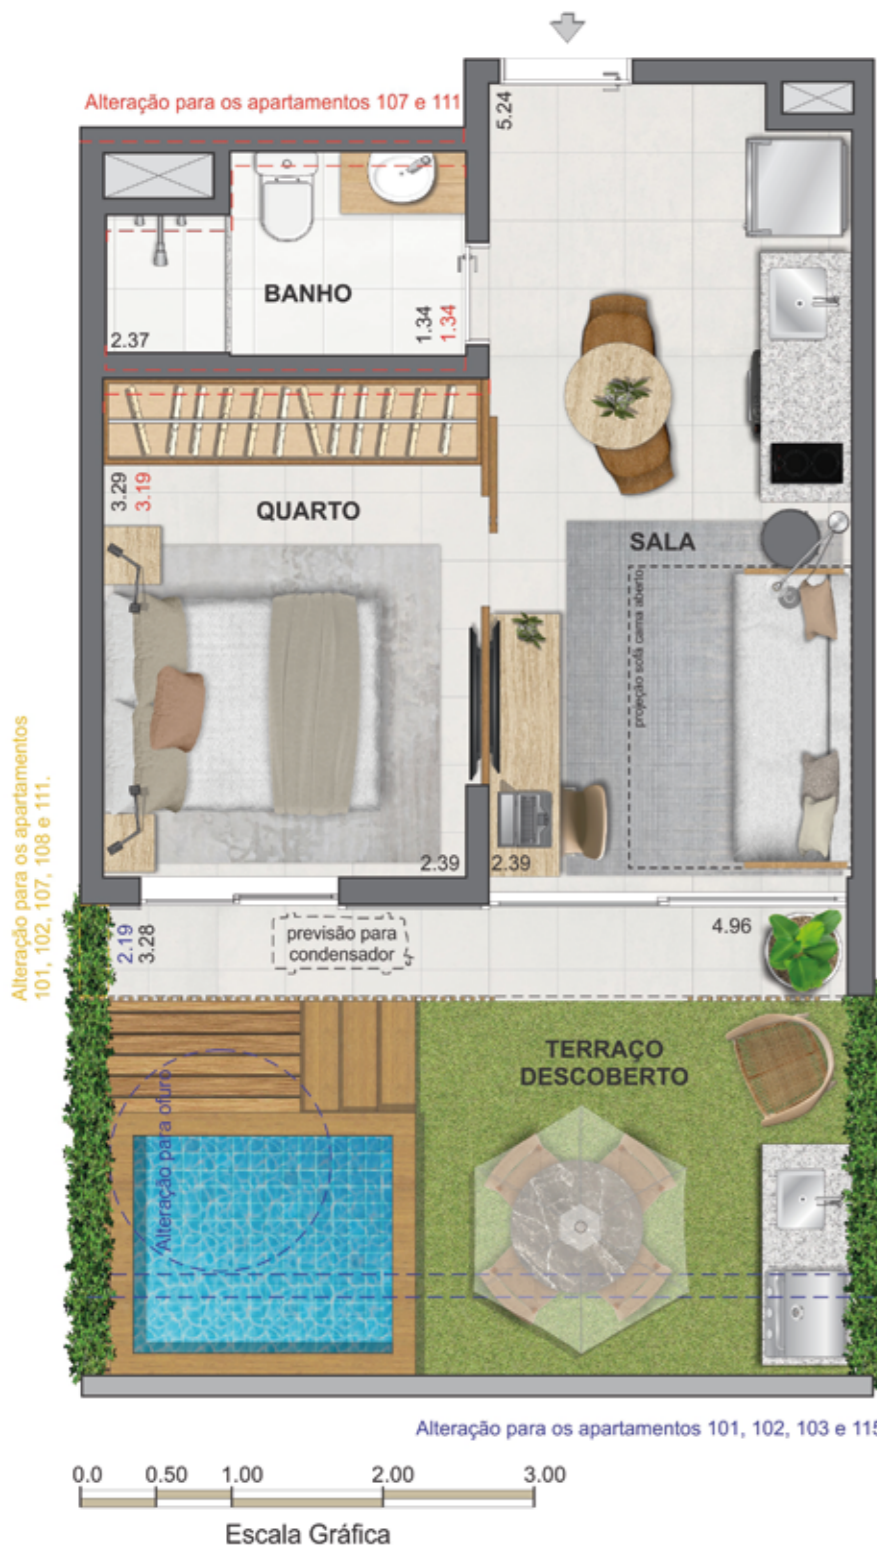 Alteração para os apartamentos 107 e 111
5.24
BANHO
1.34
1.34
2.37
3.29
3.19
QUARTO
SALA
projeção sofá cama aberto
2.39
2.39
Alteração para os apartamentos
101, 102, 107, 108 e 111.
2.19
3.28
previsão para
condensador
4.96
TERRAÇO
DESCOBERTO
Alteração para ofurô
Alteração para os apartamentos 101, 102, 103 e 115
0.0 0.50 1.00 2.00 3.00
Escala Gráfica